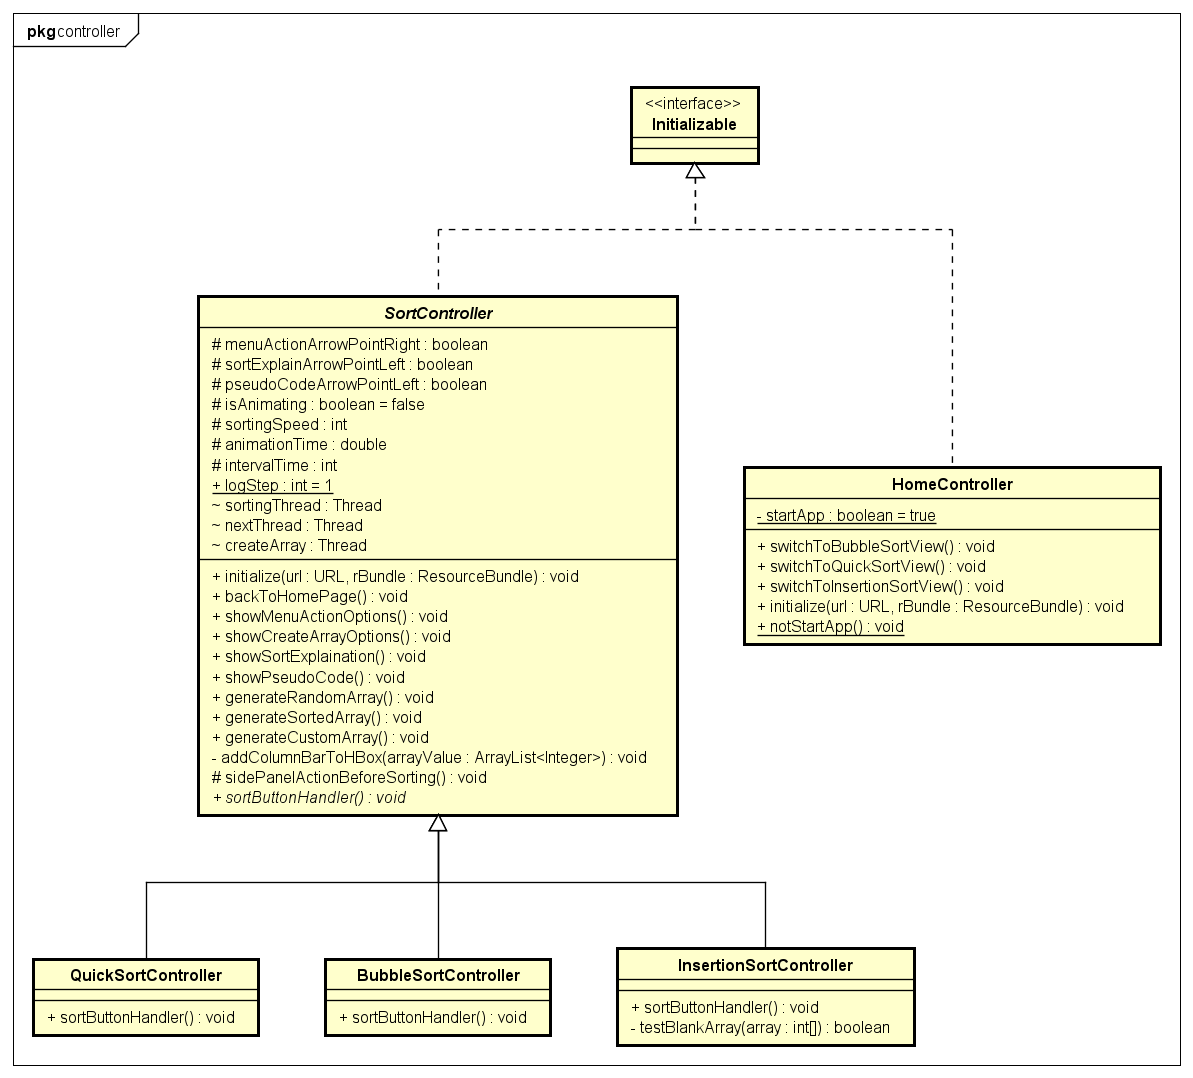 pkg controller
<<interface>>
Initializable
SortController
# menuActionArrowPointRight : boolean
# sortExplainArrowPointLeft : boolean
# pseudoCodeArrowPointLeft : boolean
# isAnimating : boolean = false
# sortingSpeed : int
# animationTime : double
# intervalTime : int
+ logStep : int = 1
~ sortingThread : Thread
~ nextThread : Thread
~ createArray : Thread
+ initialize(url : URL, rBundle : ResourceBundle) : void
+ backToHomePage() : void
+ showMenuActionOptions() : void
+ showCreateArrayOptions() : void
+ showSortExplaination() : void
+ showPseudoCode() : void
+ generateRandomArray() : void
+ generateSortedArray() : void
+ generateCustomArray() : void
- addColumnBarToHBox(arrayValue : ArrayList<Integer>) : void
# sidePanelActionBeforeSorting() : void
+ sortButtonHandler() : void
HomeController
- startApp : boolean = true
+ switchToBubbleSortView() : void
+ switchToQuickSortView() : void
+ switchToInsertionSortView() : void
+ initialize(url : URL, rBundle : ResourceBundle) : void
+ notStartApp() : void
QuickSortController
+ sortButtonHandler() : void
BubbleSortController
+ sortButtonHandler() : void
InsertionSortController
+ sortButtonHandler() : void
- testBlankArray(array : int[]) : boolean